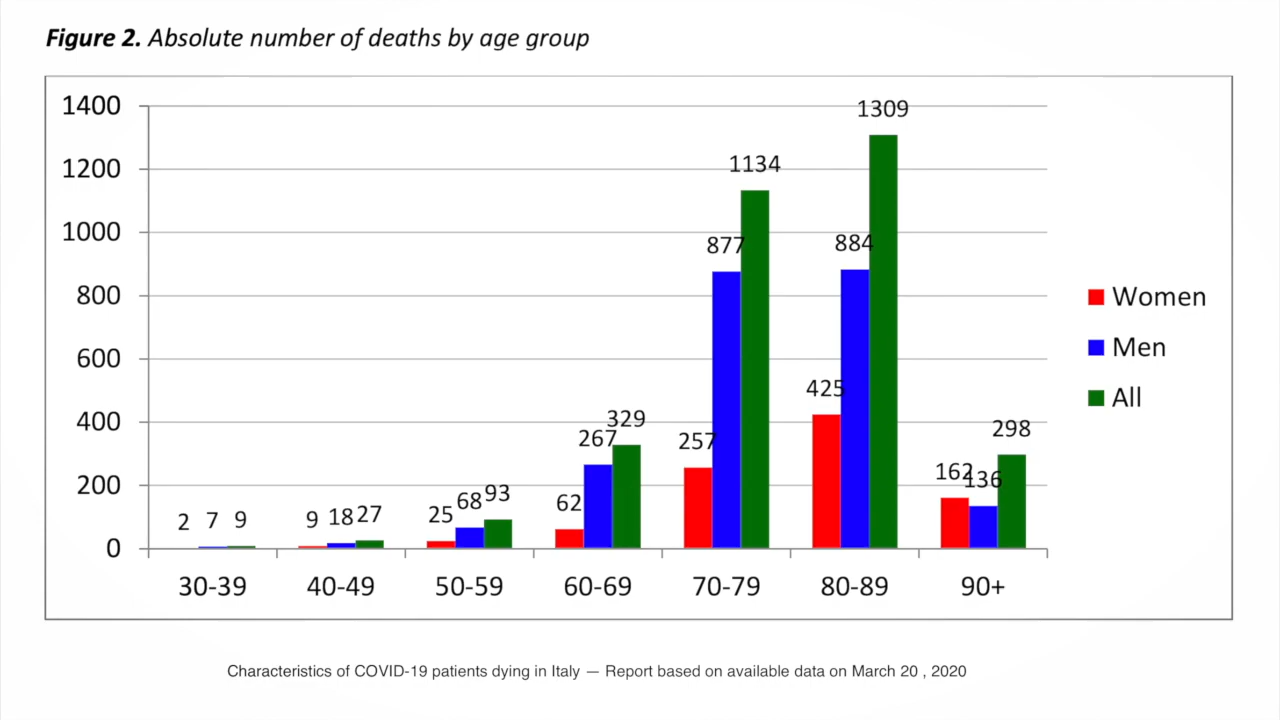 Figure 2. Absolute number of deaths by age group
1400
1200
1000
800
600
400
200
0
2 7 9
9 18 27
25 68 93
62 267 329
257 877 1134
425 884 1309
162 136 298
30-39 40-49 50-59 60-69 70-79 80-89 90+
Women
Men
All
Characteristics of COVID-19 patients dying in Italy — Report based on available data on March 20 , 2020